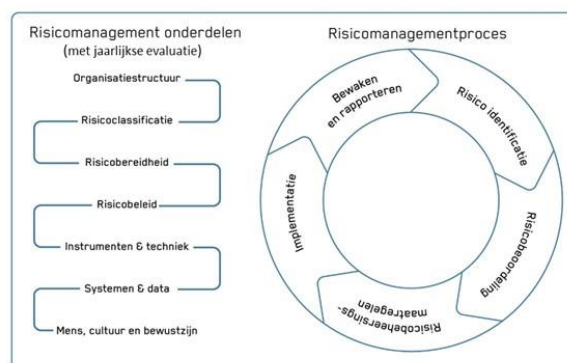 Risicomanagement onderdelen
(met jaarlijkse evaluatie)
Organisatiestructuur
Risicoclassificatie
Risicobereidheid
Risicobeleid
Instrumenten & techniek
Systemen & data
Mens, cultuur en bewustzijn
Risicomanagementproces
Bewaken
en rapporteren
Risico identificatie
Risicobeoordeling
Risicobeheersings-
maatregelen
Implementatie